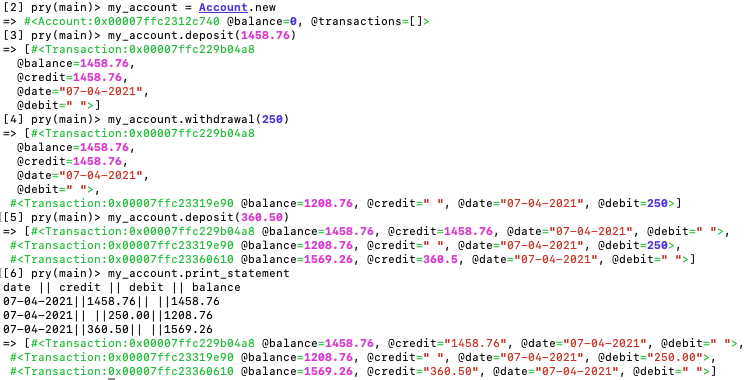 [2] pry(main)> my_account = Account.new
=> #<Account:0x00007ffc2312c740 @balance=0, @transactions=[]>
[3] pry(main)> my_account.deposit(1458.76)
=> [#<Transaction:0x00007ffc229b04a8
  @balance=1458.76,
  @credit=1458.76,
  @date="07-04-2021",
  @debit=" ">]
[4] pry(main)> my_account.withdrawal(250)
=> [#<Transaction:0x00007ffc229b04a8
  @balance=1458.76,
  @credit=1458.76,
  @date="07-04-2021",
  @debit=" ">,
 #<Transaction:0x00007ffc23319e90 @balance=1208.76, @credit=" ", @date="07-04-2021", @debit=250>]
[[5] pry(main)> my_account.deposit(360.50)
=> [#<Transaction:0x00007ffc229b04a8 @balance=1458.76, @credit=1458.76, @date="07-04-2021", @debit=" ">,
 #<Transaction:0x00007ffc23319e90 @balance=1208.76, @credit=" ", @date="07-04-2021", @debit=250>,
 #<Transaction:0x00007ffc23360610 @balance=1569.26, @credit=360.5, @date="07-04-2021", @debit=" ">]
[[6] pry(main)> my_account.print_statement
date || credit || debit || balance
07-04-2021||1458.76|| ||1458.76
07-04-2021|| ||250.00||1208.76
07-04-2021||360.50|| ||1569.26
=> [#<Transaction:0x00007ffc229b04a8 @balance=1458.76, @credit="1458.76", @date="07-04-2021", @debit=" ">,
 #<Transaction:0x00007ffc23319e90 @balance=1208.76, @credit=" ", @date="07-04-2021", @debit="250.00">,
 #<Transaction:0x00007ffc23360610 @balance=1569.26, @credit="360.50", @date="07-04-2021", @debit=" ">]